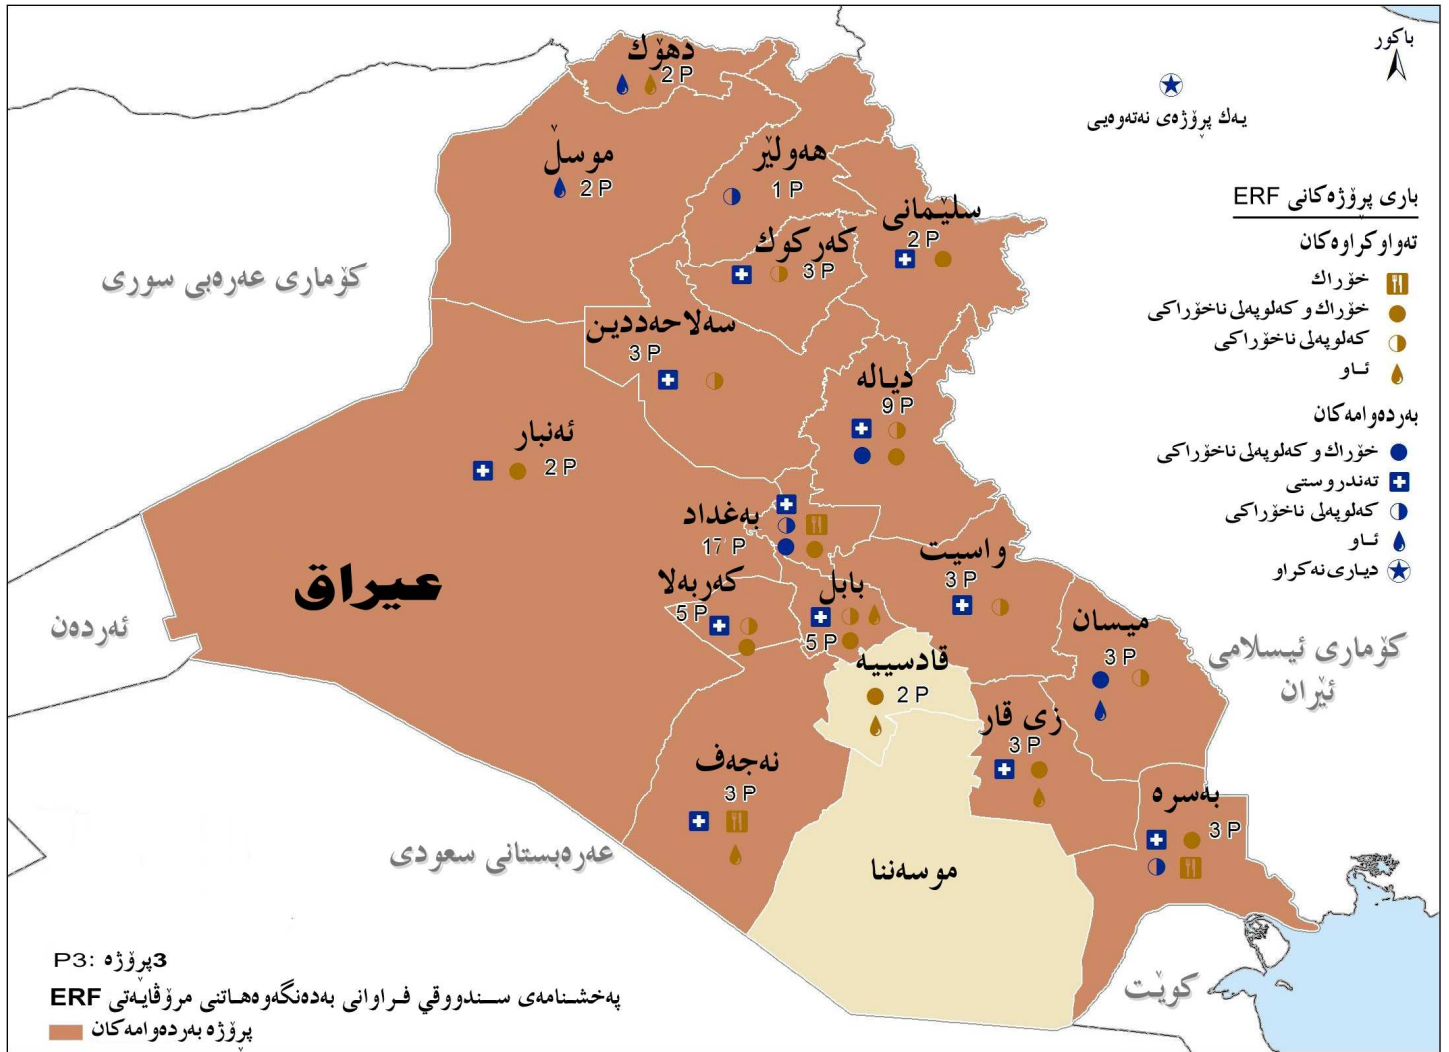 باكور
يەك پڕۆژەی نەتەوەیی
باری پڕۆژەكانی ERF
تەواوكراوەكان
خۆراك
خۆراك و كەلوپەلی ناخۆراكی
كەلوپەلی ناخۆراكی
ئاو
بەردەوامەكان
خۆراك و كەلوپەلی ناخۆراكی
تەندروستی
كەلوپەلی ناخۆراكی
ئاو
دیاری نەكراو
دهۆك
2 P
موسڵ
2 P
هەولێر
1 P
سلێمانی
2 P
كەركوك
3 P
كۆماری عەرەبی سوری
سەلاحەددین
3 P
دیالە
9 P
ئەنبار
2 P
بەغداد
17 P
واسیت
3 P
عیراق
كەربەلا
5 P
بابل
5 P
میسان
3 P
كۆماری ئیسلامی
ئێران
ئەردەن
قادسییە
2 P
زی قار
3 P
نەجەف
3 P
بەسرە
3 P
عەرەبستانی سعودی
موسەننا
كوێت
P3: 3پڕۆژە
پەخشنامەی سندووقي فراوانی بەدەنگەوەهاتنی مرۆڤایەتی ERF
پڕۆژە بەردەوامەكان